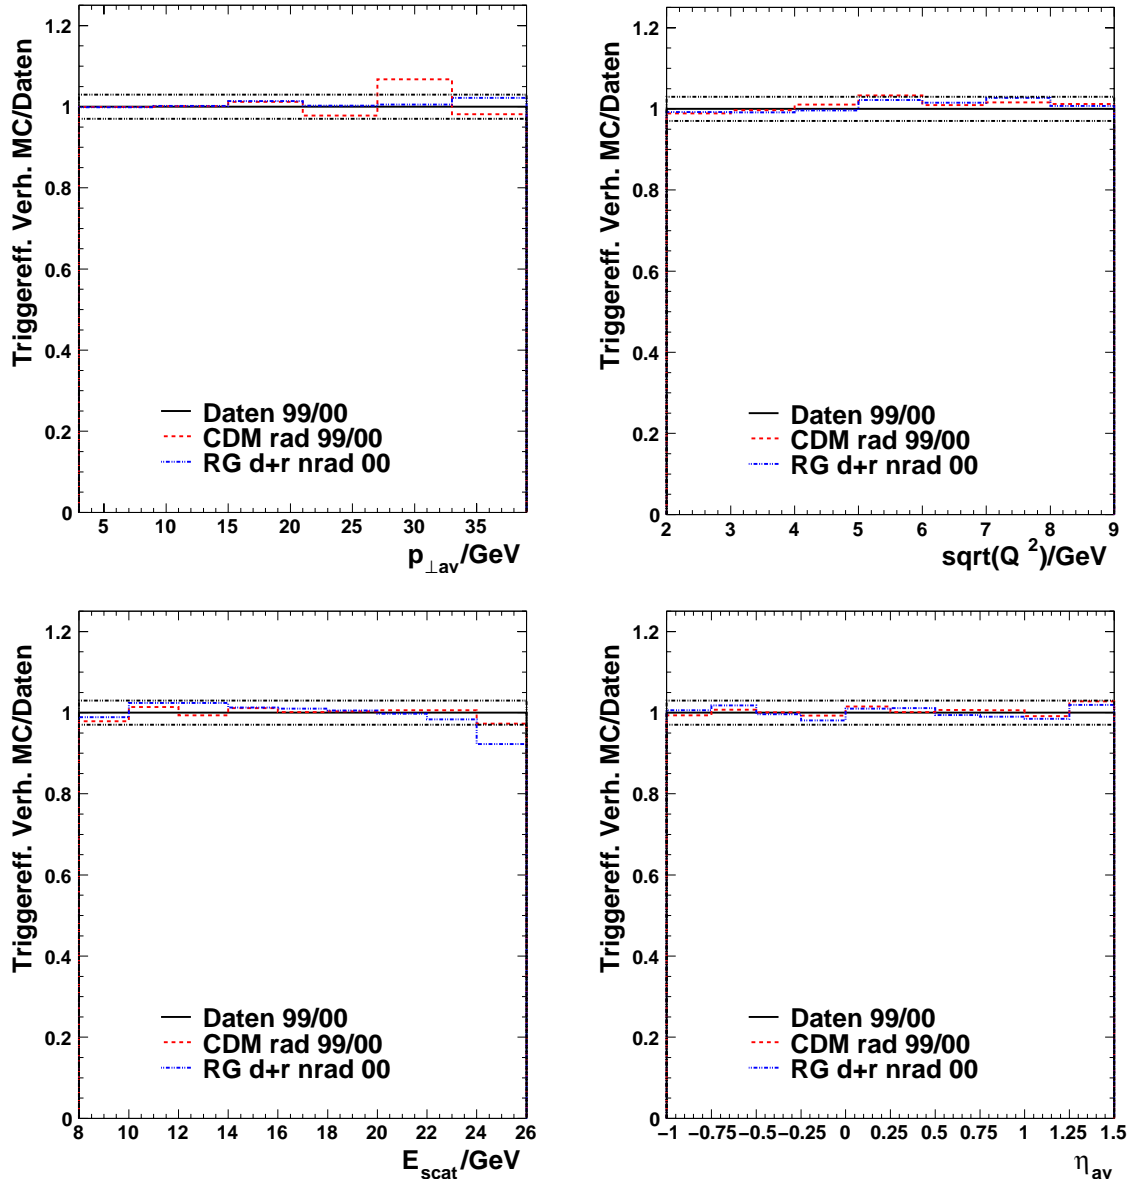 Triggereff. Verh. MC/Daten
1.2
1
0.8
0.6
0.4
0.2
0
Daten 99/00
CDM rad 99/00
RG d+r nrad 00
5 10 15 20 25 30 35
p⊥av/GeV
Triggereff. Verh. MC/Daten
1.2
1
0.8
0.6
0.4
0.2
0
Daten 99/00
CDM rad 99/00
RG d+r nrad 00
2 3 4 5 6 7 8 9
sqrt(Q 2)/GeV
Triggereff. Verh. MC/Daten
1.2
1
0.8
0.6
0.4
0.2
0
Daten 99/00
CDM rad 99/00
RG d+r nrad 00
8 10 12 14 16 18 20 22 24 26
Escat/GeV
Triggereff. Verh. MC/Daten
1.2
1
0.8
0.6
0.4
0.2
0
Daten 99/00
CDM rad 99/00
RG d+r nrad 00
−1 −0.75 −0.5 −0.25 0 0.25 0.5 0.75 1 1.25 1.5
ηav